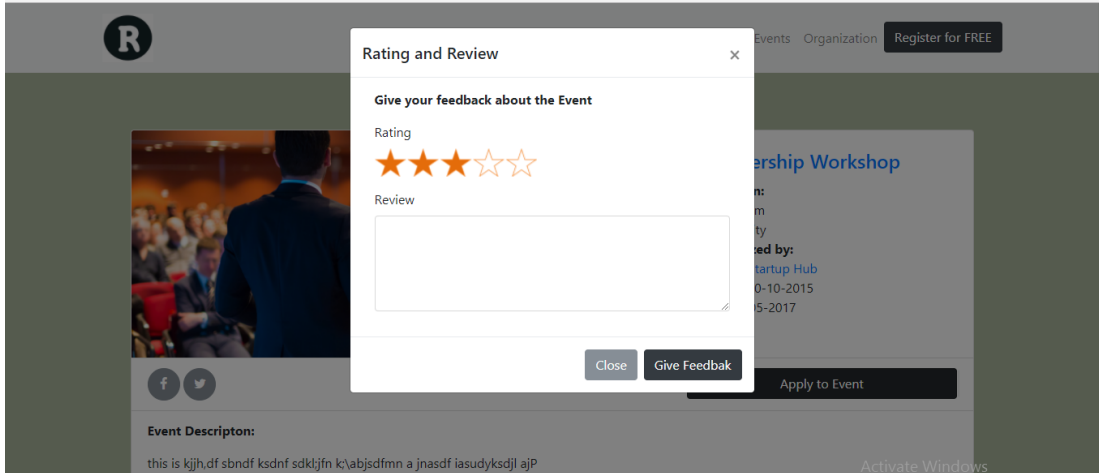 R
Events Organization Register for FREE
Rating and Review ×
Give your feedback about the Event
Rating
Review
Close Give Feedbak
ership Workshop
n:
m
ty
ed by:
tartup Hub
0-10-2015
05-2017
f
Apply to Event
Event Descripton:
this is kjjh,df sbndf ksdnf sdkl;jfn k;\abjsdfmn a jnasdf iasudyksdjl ajP
Activate Windows